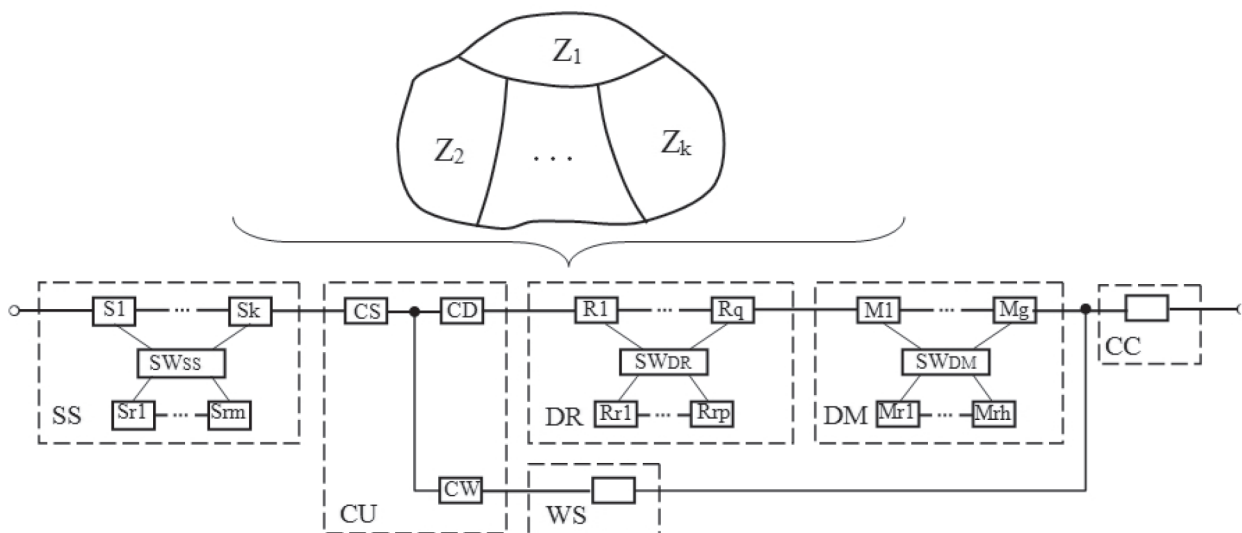 Z1
Z2 ... Zk
S1 ... Sk CS CD R1 ... Rq M1 ... Mg
CC
SWSS SWDR SWDM
SS Sr1 ... Srm DR Rr1 ... Rrp DM Mr1 ... Mrh
CW
CU WS